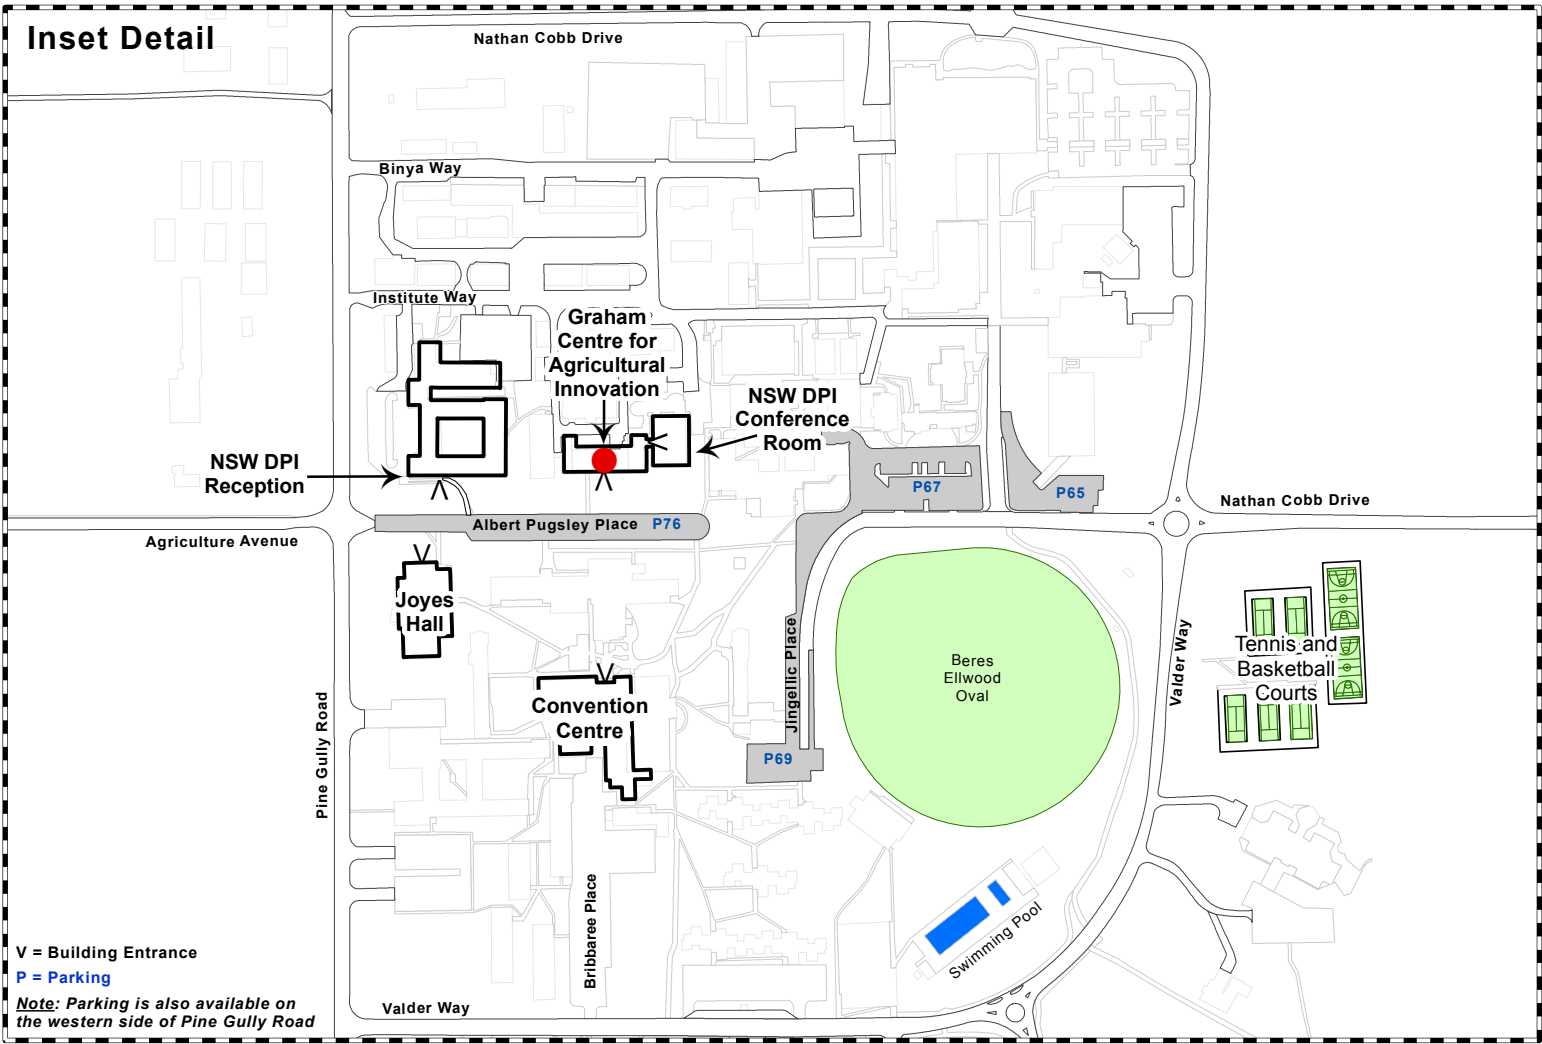 Inset Detail
Nathan Cobb Drive
Binya Way
Institute Way
Graham
Centre for
Agricultural
Innovation
NSW DPI
Conference
Room
NSW DPI
Reception
V
V
V
P67
P65
Nathan Cobb Drive
Albert Pugsley Place P76
Agriculture Avenue
V
Joyes
Hall
V
Convention
Centre
Jingellic Place
Beres
Ellwood
Oval
Valder Way
Tennis and
Basketball
Courts
Pine Gully Road
P69
Bribbaree Place
Swimming Pool
V = Building Entrance
P = Parking
Note: Parking is also available on
the western side of Pine Gully Road
Valder Way